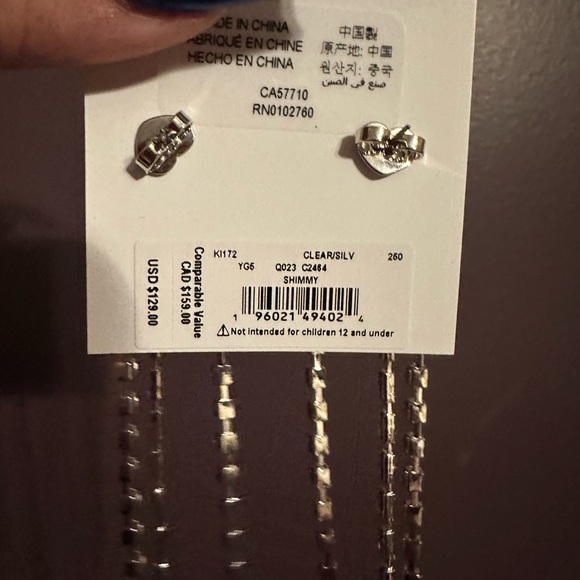 DE IN CHINA
ABRIQUÉ EN CHINE
HECHO EN CHINA
中国製
原产地: 中国
원산지: 중국
صنع في الصين
CA57710
RN0102760
KI172 CLEAR/SILV 250
YG5 Q023 C2464
SHIMMY
1 96021 49402 4
⚠Not intended for children 12 and under
Comparable Value
CAD $159.00
USD $129.00